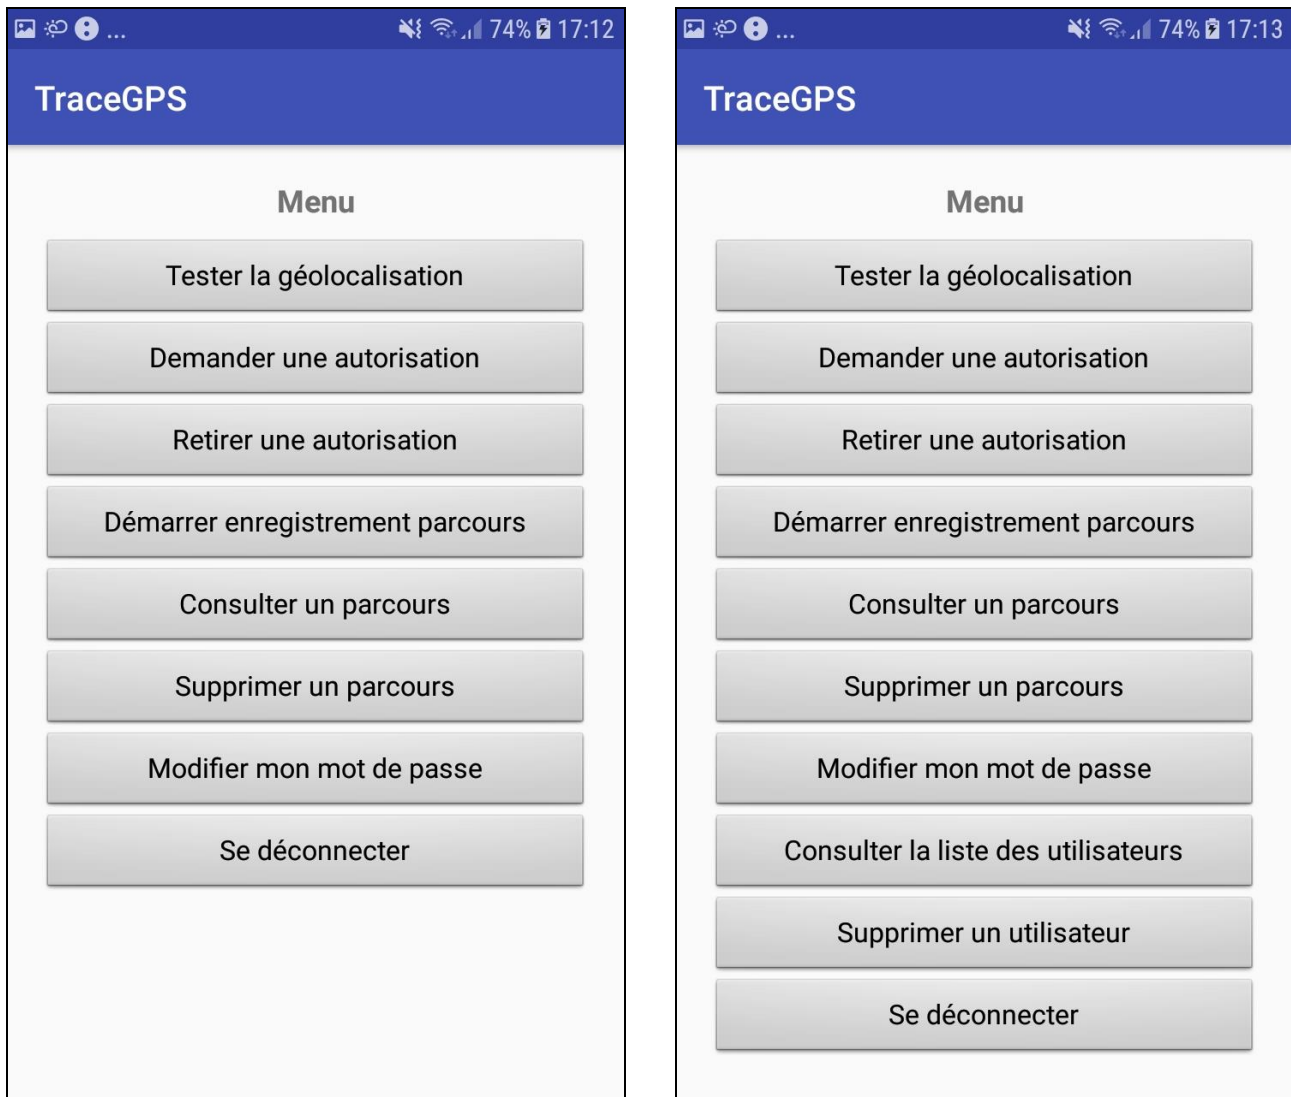 ... 74% 17:12
TraceGPS
Menu
Tester la géolocalisation
Demander une autorisation
Retirer une autorisation
Démarrer enregistrement parcours
Consulter un parcours
Supprimer un parcours
Modifier mon mot de passe
Se déconnecter
... 74% 17:13
TraceGPS
Menu
Tester la géolocalisation
Demander une autorisation
Retirer une autorisation
Démarrer enregistrement parcours
Consulter un parcours
Supprimer un parcours
Modifier mon mot de passe
Consulter la liste des utilisateurs
Supprimer un utilisateur
Se déconnecter